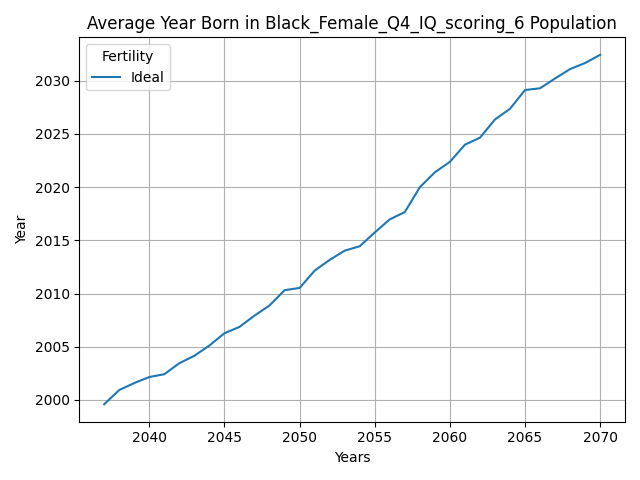 Average Year Born in Black_Female_Q4_IQ_scoring_6 Population
Fertility
Ideal
Year
2030
2025
2020
2015
2010
2005
2000
2040 2045 2050 2055 2060 2065 2070
Years